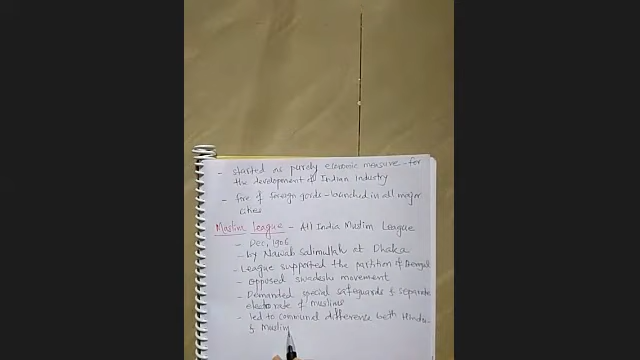 - started as purely economic measure - for
the development of Indian Industry
- fire of foreign goods - launched in all major
cities
Muslim League - All India Muslim League
- Dec, 1906
- by Nawab Salimullah at Dhaka
- League supported the partition of Bengal
- opposed swadeshi movement
- Demanded special safeguards & separate
electorate of muslims
- led to communal difference beth Hindu
& Muslim